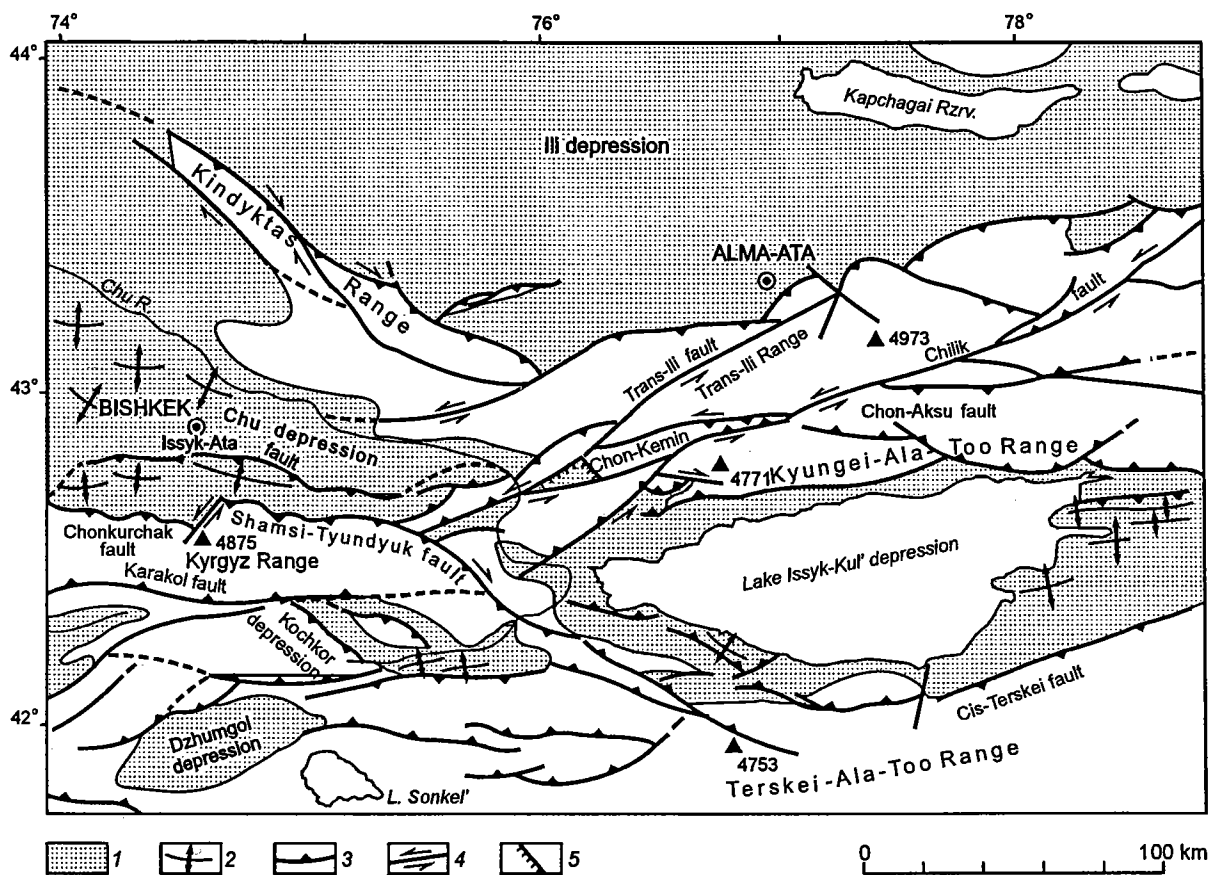 74° 76° 78°
44°
43°
42°
Kapchagai Rzrv.
Ili depression
Kindyktas
Range
ALMA-ATA
Chu R.
4973
Trans-Ili fault
Trans-Ili Range
Chilik
fault
BISHKEK
Issyk-Ata
fault
Chu depression
Chon-Aksu fault
Chon-Kemin
4771
Kyungei-Ala-Too Range
Chonkurchak
fault
4875
Kyrgyz Range
Shamsi-Tyundyuk fault
Karakol fault
Lake Issyk-Kul' depression
Kochkor
depression
Cis-Terskei fault
Dzhumgol
depression
L. Sonkel'
4753
Terskei-Ala-Too Range
1 2 3 4 5
0 100 km